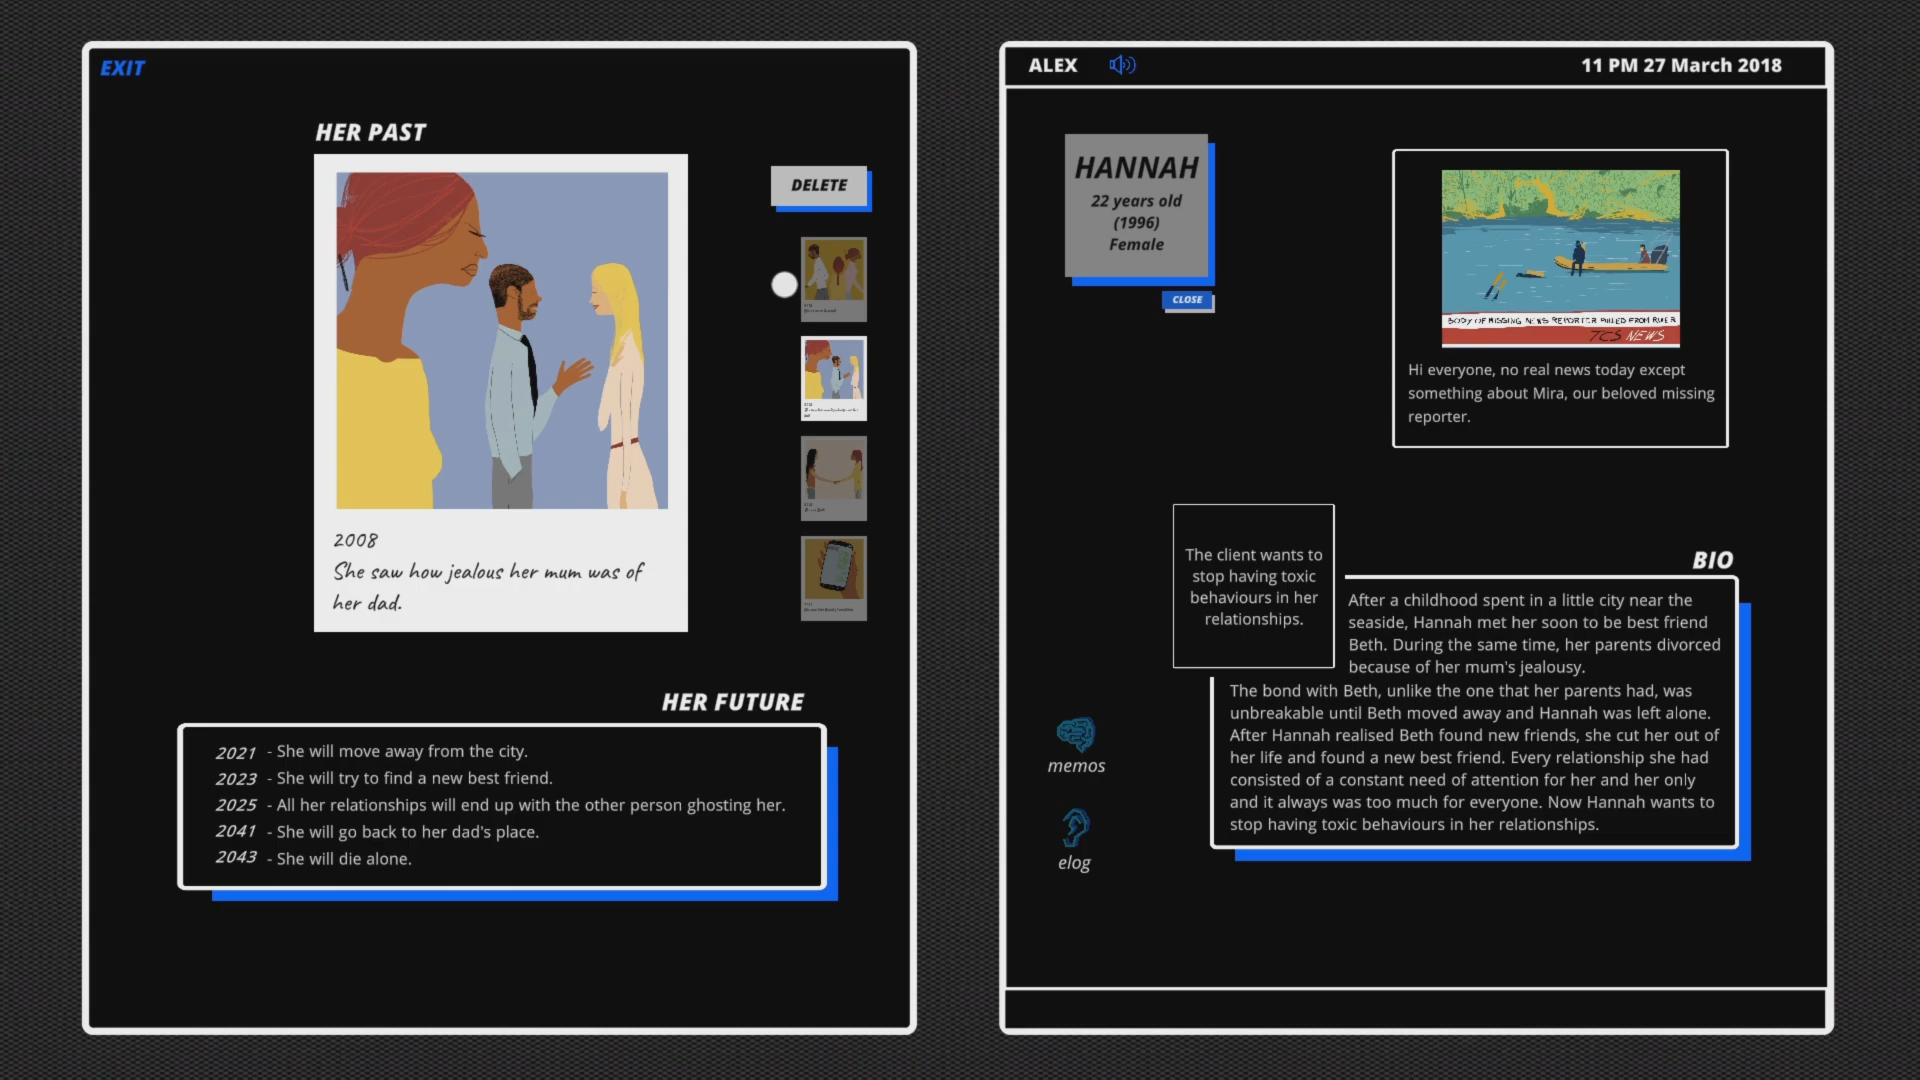 EXIT
HER PAST
DELETE
2008
She saw how jealous her mum was of
her dad.
HER FUTURE
2021 - She will move away from the city.
2023 - She will try to find a new best friend.
2025 - All her relationships will end up with the other person ghosting her.
2041 - She will go back to her dad's place.
2043 - She will die alone.
ALEX
11 PM 27 March 2018
HANNAH
22 years old
(1996)
Female
CLOSE
BODY OF MISSING NEWS REPORTER PULLED FROM RIVER
TCS NEWS
Hi everyone, no real news today except
something about Mira, our beloved missing
reporter.
The client wants to
stop having toxic
behaviours in her
relationships.
BIO
After a childhood spent in a little city near the
seaside, Hannah met her soon to be best friend
Beth. During the same time, her parents divorced
because of her mum's jealousy.
The bond with Beth, unlike the one that her parents had, was
unbreakable until Beth moved away and Hannah was left alone.
After Hannah realised Beth found new friends, she cut her out of
her life and found a new best friend. Every relationship she had
consisted of a constant need of attention for her and her only
and it always was too much for everyone. Now Hannah wants to
stop having toxic behaviours in her relationships.
memos
elog